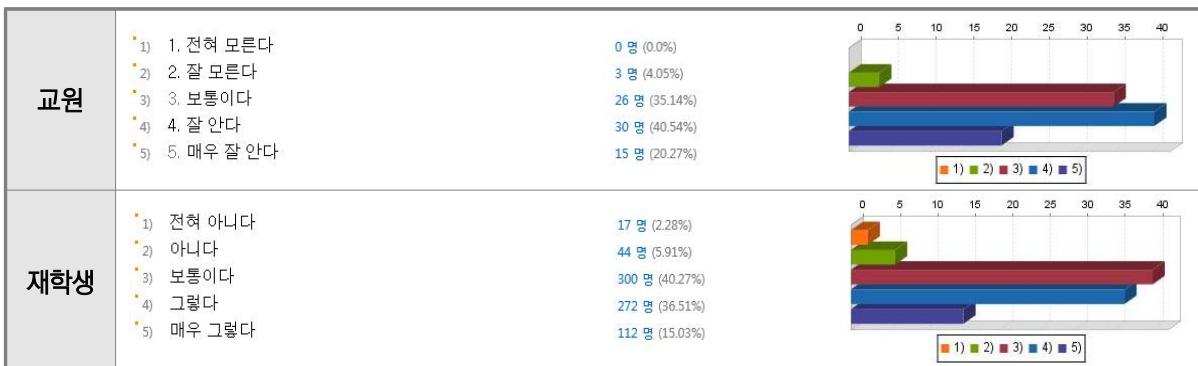 교원
1) 1. 전혀 모른다 0 명 (0.0%)
2) 2. 잘 모른다 3 명 (4.05%)
3) 3. 보통이다 26 명 (35.14%)
4) 4. 잘 안다 30 명 (40.54%)
5) 5. 매우 잘 안다 15 명 (20.27%)
0 5 10 15 20 25 30 35 40
1) 2) 3) 4) 5)
재학생
1) 전혀 아니다 17 명 (2.28%)
2) 아니다 44 명 (5.91%)
3) 보통이다 300 명 (40.27%)
4) 그렇다 272 명 (36.51%)
5) 매우 그렇다 112 명 (15.03%)
0 5 10 15 20 25 30 35 40
1) 2) 3) 4) 5)